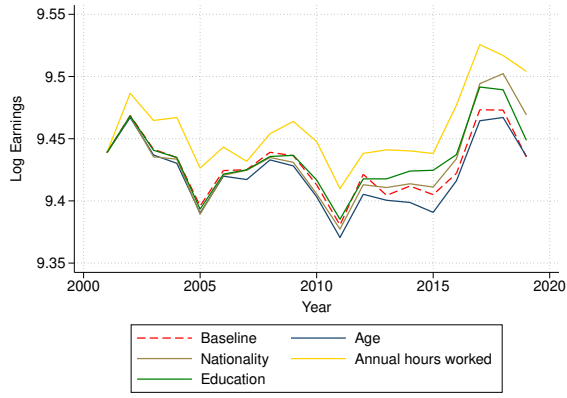 9.55
9.5
9.45
9.4
9.35
Log Earnings
2000 2005 2010 2015 2020
Year
Baseline Age
Nationality Annual hours worked
Education